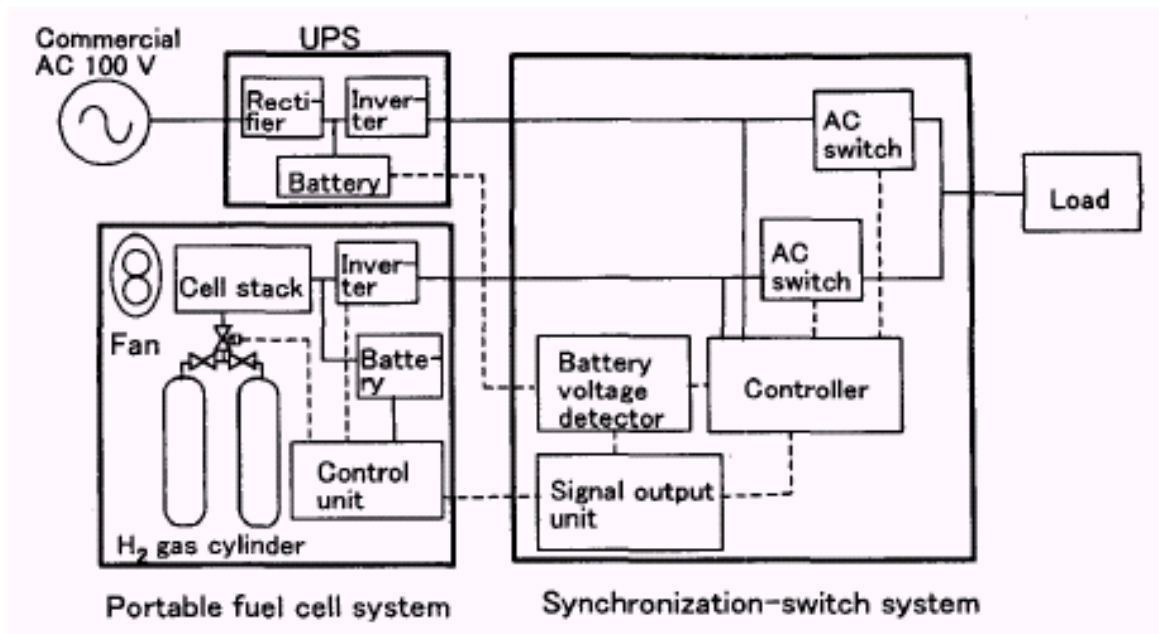 Commercial
AC 100 V
UPS
Recti-
fier
Inver-
ter
Battery
AC
switch
Load
Cell stack
Inver-
ter
AC
switch
Fan
Batte-
ry
Battery
voltage
detector
Controller
Control
unit
Signal output
unit
H₂ gas cylinder
Portable fuel cell system
Synchronization-switch system